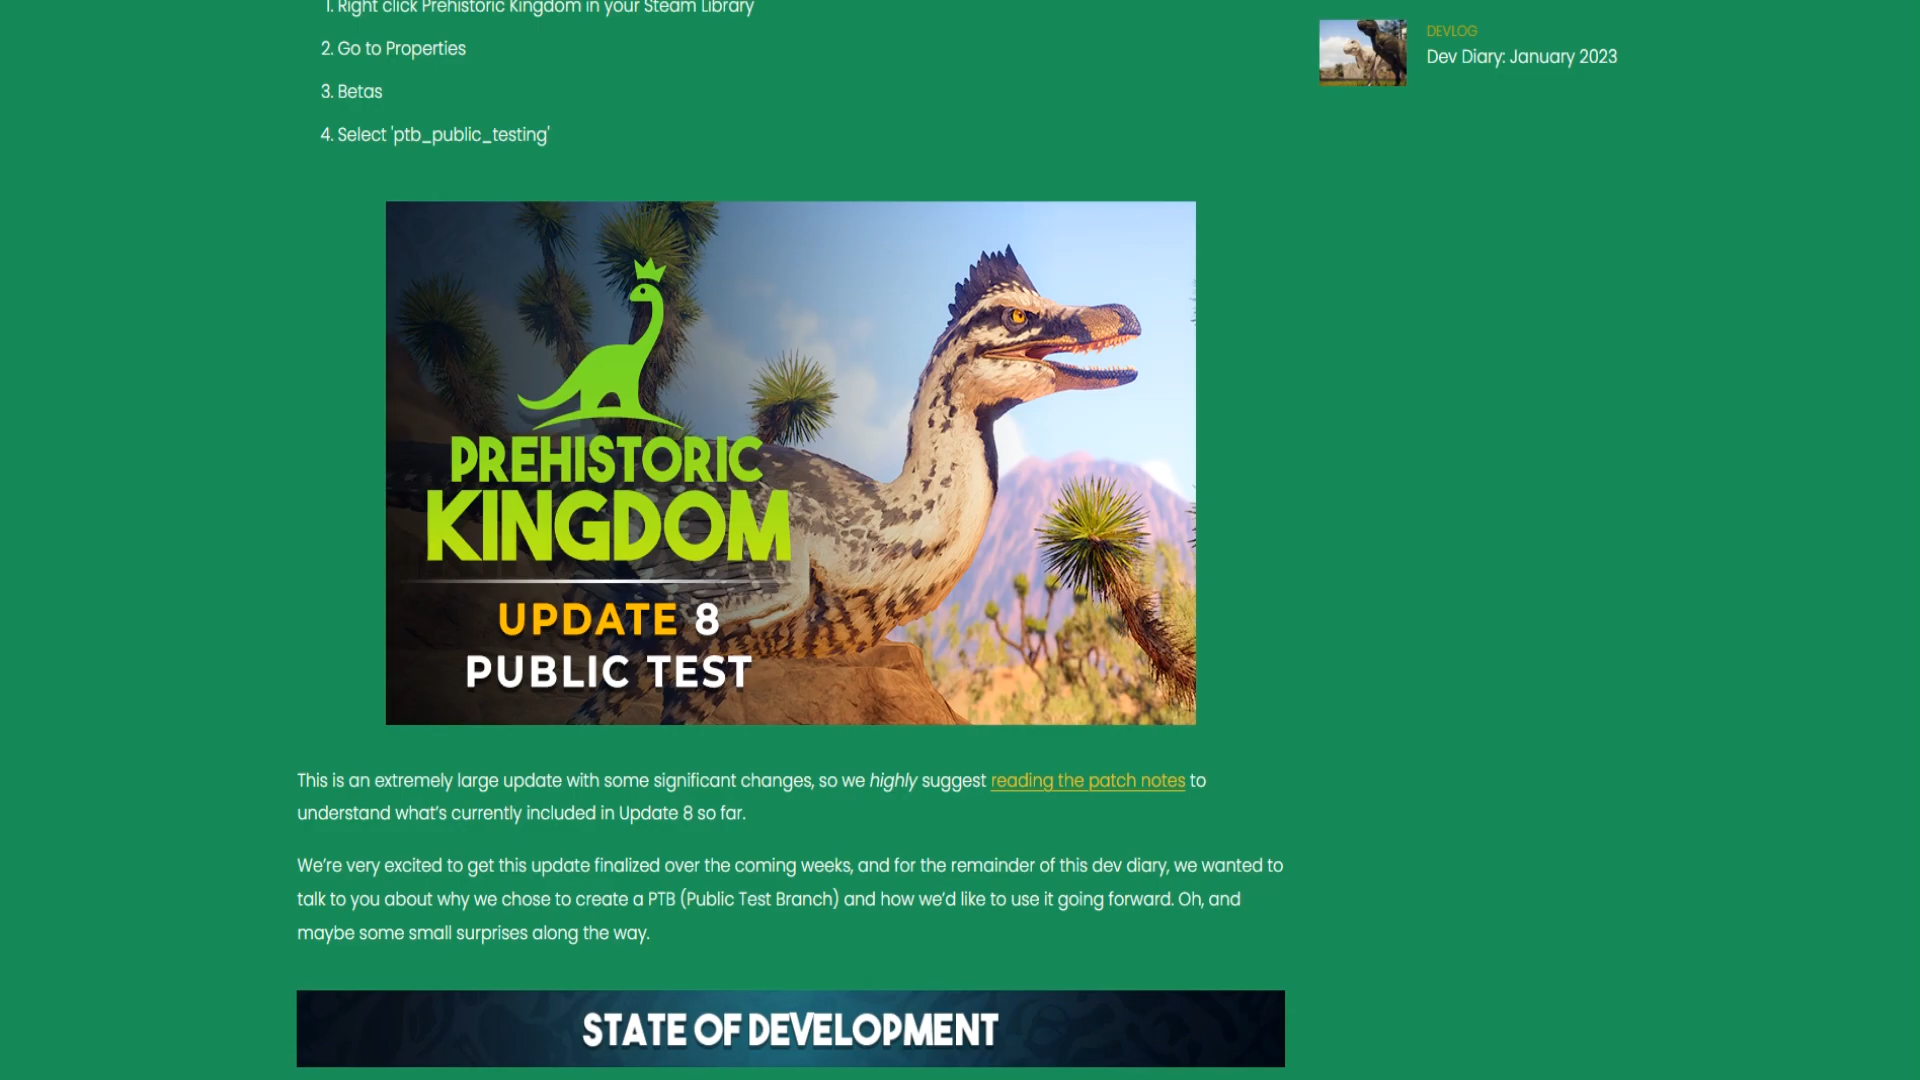 1. Right click Prehistoric Kingdom in your Steam Library
2. Go to Properties
3. Betas
4. Select 'ptb_public_testing'
PREHISTORIC
KINGDOM
UPDATE 8
PUBLIC TEST
This is an extremely large update with some significant changes, so we highly suggest reading the patch notes to
understand what's currently included in Update 8 so far.
We're very excited to get this update finalized over the coming weeks, and for the remainder of this dev diary, we wanted to
talk to you about why we chose to create a PTB (Public Test Branch) and how we'd like to use it going forward. Oh, and
maybe some small surprises along the way.
STATE OF DEVELOPMENT
DEVLOG
Dev Diary: January 2023